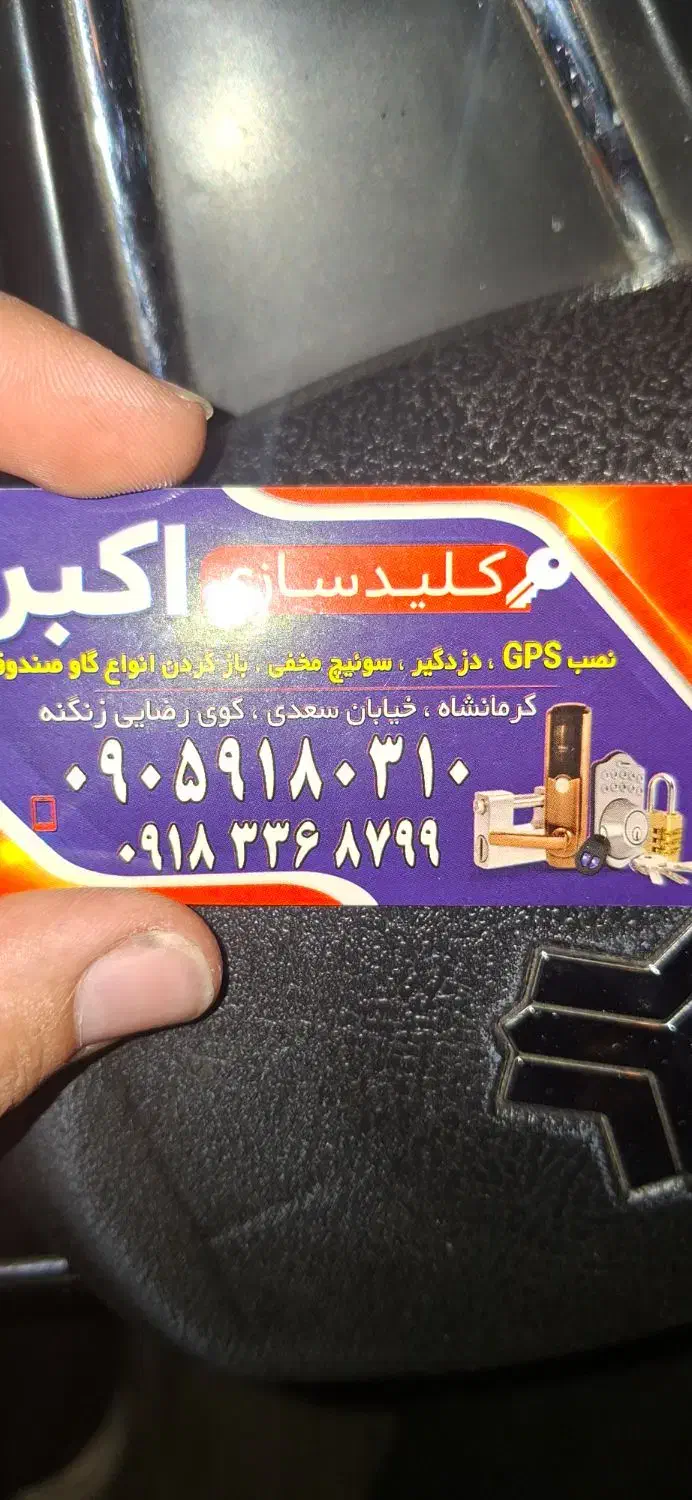 کلیدسازی اکبر
نصب GPS ، دزدگیر ، سوئیچ مخفی ، باز کردن انواع گاو صندوق
کرمانشاه ، خیابان سعدی ، کوی رضایی زنگنه
۰۹۰۵۹۱۸۰۳۱۰
۰۹۱۸ ۳۳۶ ۸۷۹۹